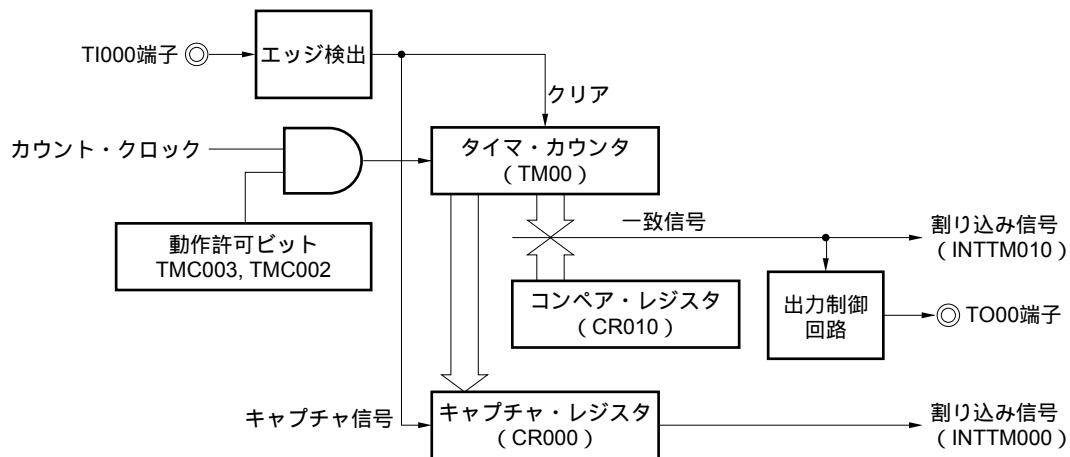 TI000端子
エッジ検出
クリア
カウント・クロック
タイマ・カウンタ
（TM00）
動作許可ビット
TMC003, TMC002
一致信号
割り込み信号
（INTTM010）
コンペア・レジスタ
（CR010）
出力制御
回路
TO00端子
キャプチャ信号
キャプチャ・レジスタ
（CR000）
割り込み信号
（INTTM000）